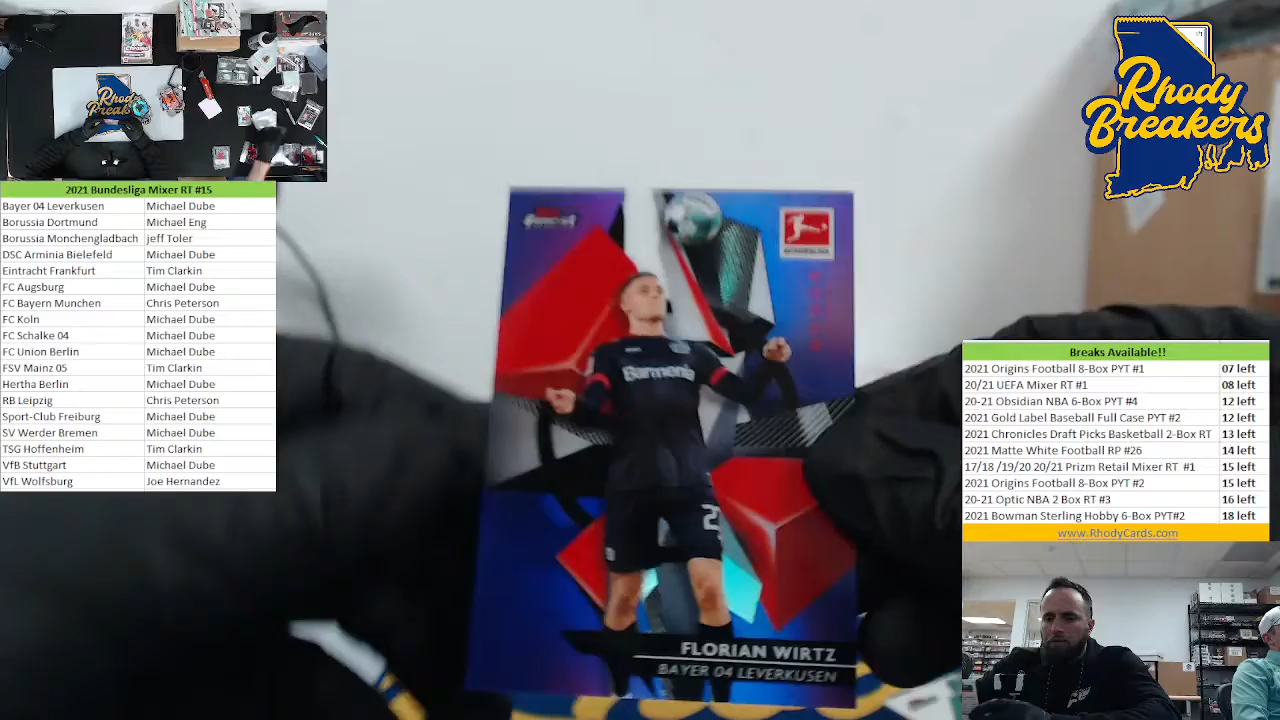 2021 Bundesliga Mixer RT #15
Bayer 04 Leverkusen Michael Dube
Borussia Dortmund Michael Eng
Borussia Monchengladbach jeff Toler
DSC Arminia Bielefeld Michael Dube
Eintracht Frankfurt Tim Clarkin
FC Augsburg Michael Dube
FC Bayern Munchen Chris Peterson
FC Koln Michael Dube
FC Schalke 04 Michael Dube
FC Union Berlin Michael Dube
FSV Mainz 05 Tim Clarkin
Hertha Berlin Michael Dube
RB Leipzig Chris Peterson
Sport-Club Freiburg Michael Dube
SV Werder Bremen Michael Dube
TSG Hoffenheim Tim Clarkin
VfB Stuttgart Michael Dube
VfL Wolfsburg Joe Hernandez
Rhody
Breakers
Barmenia
2
FLORIAN WIRTZ
BAYER 04 LEVERKUSEN
Rhody
Breakers
Breaks Available!!
2021 Origins Football 8-Box PYT #1 07 left
20/21 UEFA Mixer RT #1 08 left
20-21 Obsidian NBA 6-Box PYT #4 12 left
2021 Gold Label Baseball Full Case PYT #2 12 left
2021 Chronicles Draft Picks Basketball 2-Box RT 13 left
2021 Matte White Football RP #26 14 left
17/18 /19/20 20/21 Prizm Retail Mixer RT #1 15 left
2021 Origins Football 8-Box PYT #2 15 left
20-21 Optic NBA 2 Box RT #3 16 left
2021 Bowman Sterling Hobby 6-Box PYT#2 18 left
www.RhodyCards.com